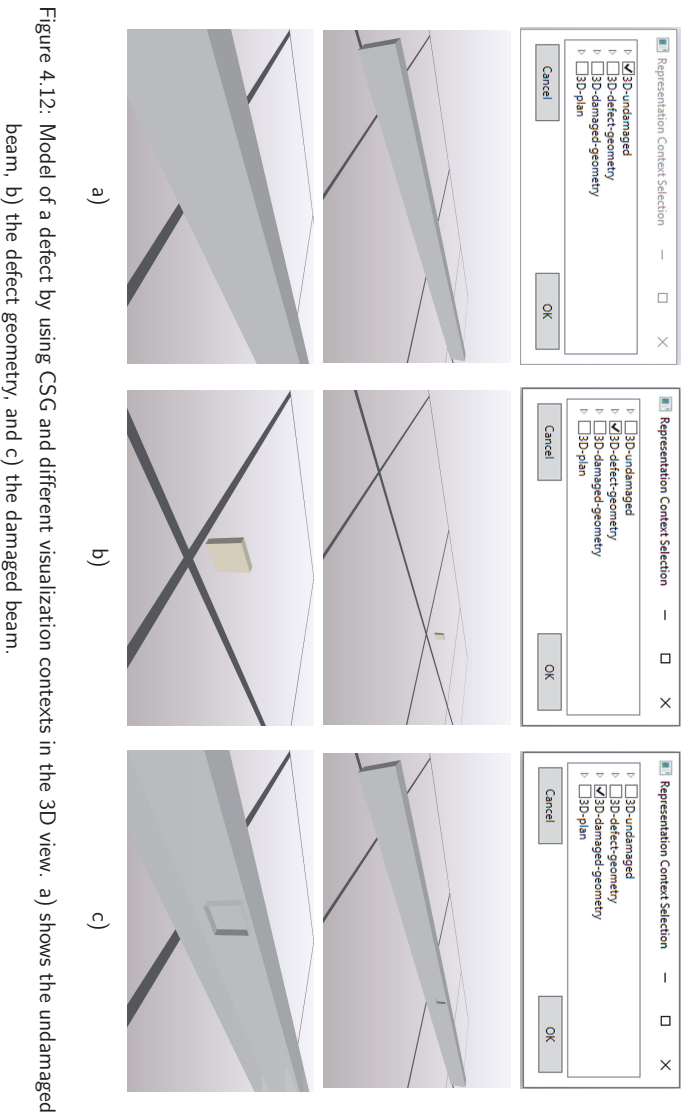 Representation Context Selection
3D-undamaged
3D-defect-geometry
3D-damaged-geometry
3D-plan
Cancel
OK
Representation Context Selection
3D-undamaged
3D-defect-geometry
3D-damaged-geometry
3D-plan
Cancel
OK
Representation Context Selection
3D-undamaged
3D-defect-geometry
3D-damaged-geometry
3D-plan
Cancel
OK
a)
b)
c)
Figure 4.12: Model of a defect by using CSG and different visualization contexts in the 3D view. a) shows the undamaged
beam, b) the defect geometry, and c) the damaged beam.